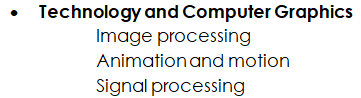 • Technology and Computer Graphics
Image processing
Animation and motion
Signal processing